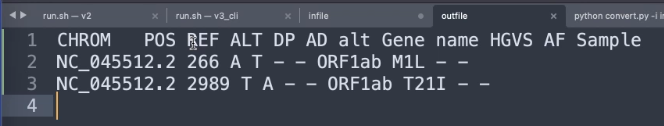 run.sh — v2 run.sh — v3_cli infile outfile python convert.py -i in
1 CHROM POS REF ALT DP AD alt Gene name HGVS AF Sample
2 NC_045512.2 266 A T - - ORF1ab M1L - -
3 NC_045512.2 2989 T A - - ORF1ab T21I - -
4